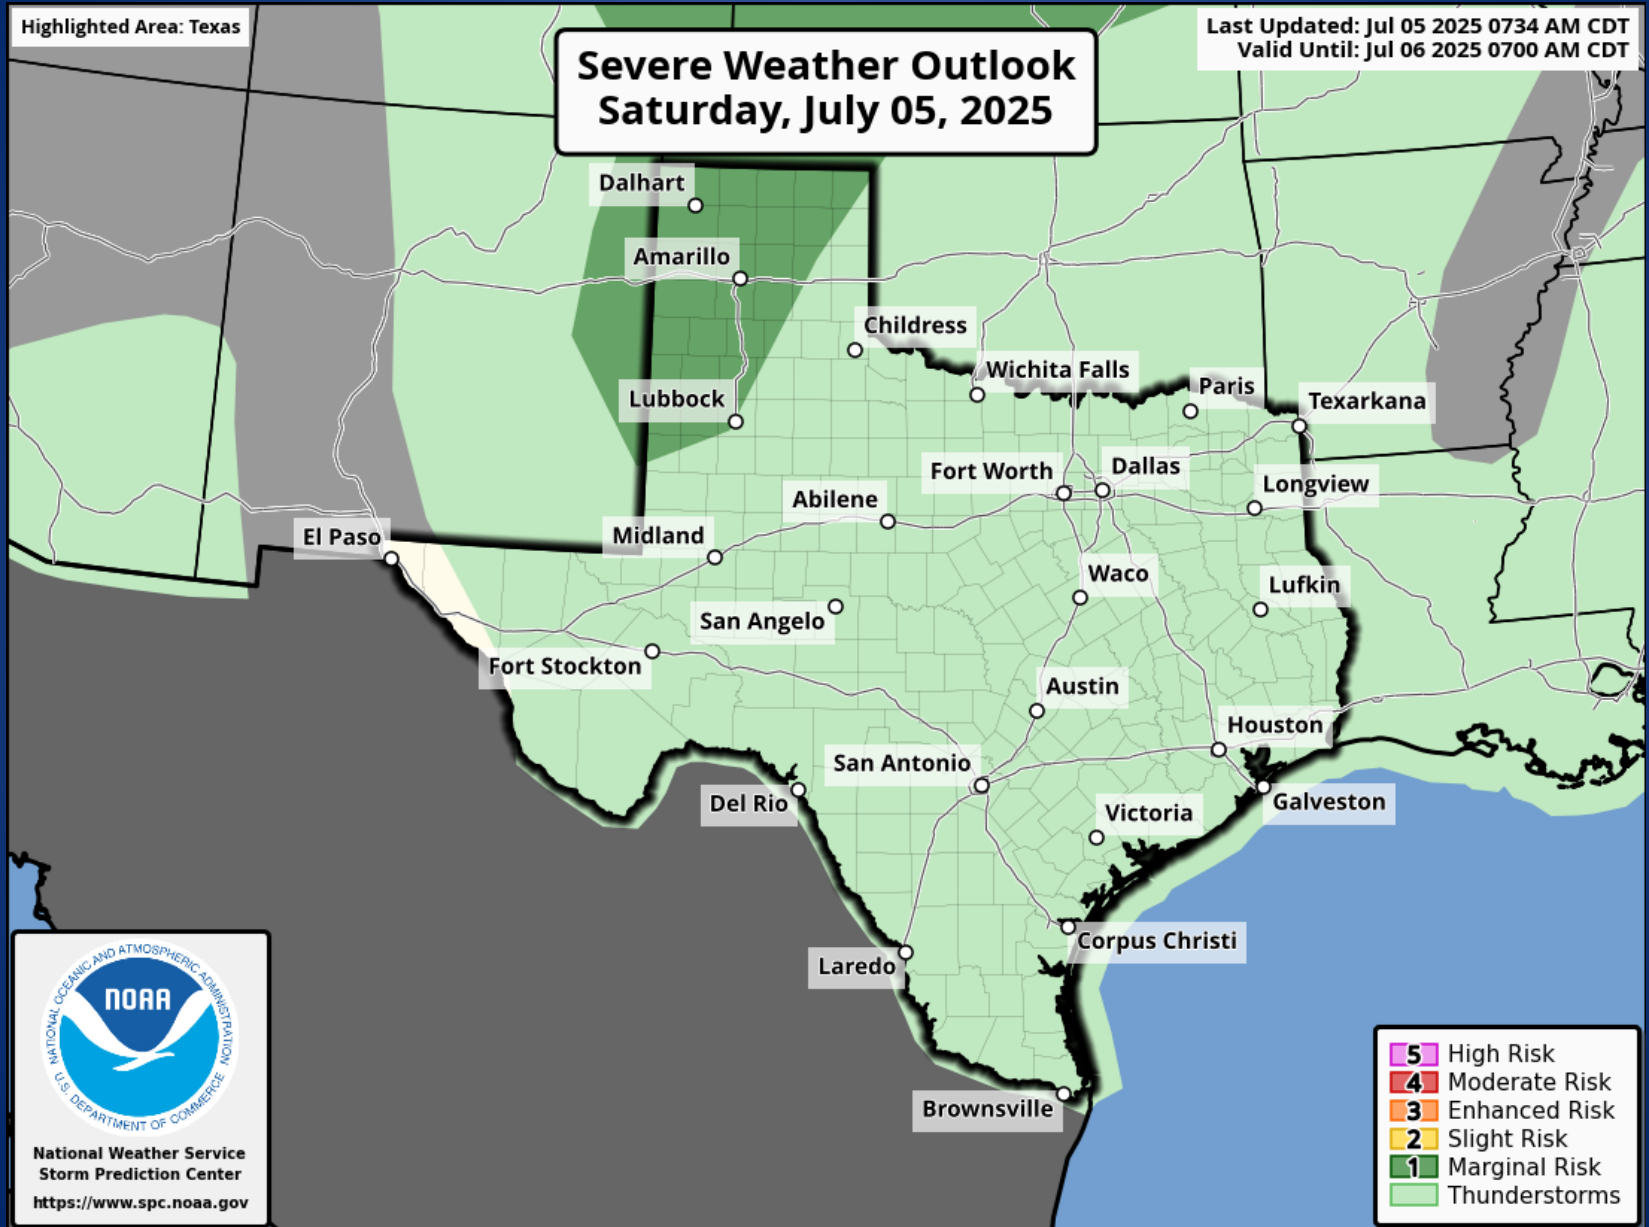 Highlighted Area: Texas
Last Updated: Jul 05 2025 0734 AM CDT
Valid Until: Jul 06 2025 0700 AM CDT
Severe Weather Outlook
Saturday, July 05, 2025
Dalhart
Amarillo
Childress
Wichita Falls
Paris
Texarkana
Lubbock
Fort Worth
Dallas
Longview
Abilene
El Paso
Midland
Waco
Lufkin
San Angelo
Fort Stockton
Austin
Houston
San Antonio
Del Rio
Galveston
Victoria
Corpus Christi
Laredo
Brownsville
NATIONAL OCEANIC AND ATMOSPHERIC ADMINISTRATION
NOAA
U.S. DEPARTMENT OF COMMERCE
National Weather Service
Storm Prediction Center
https://www.spc.noaa.gov
5 High Risk
4 Moderate Risk
3 Enhanced Risk
2 Slight Risk
1 Marginal Risk
Thunderstorms